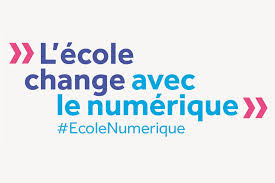 » L'école
change avec
le numérique »
#EcoleNumerique